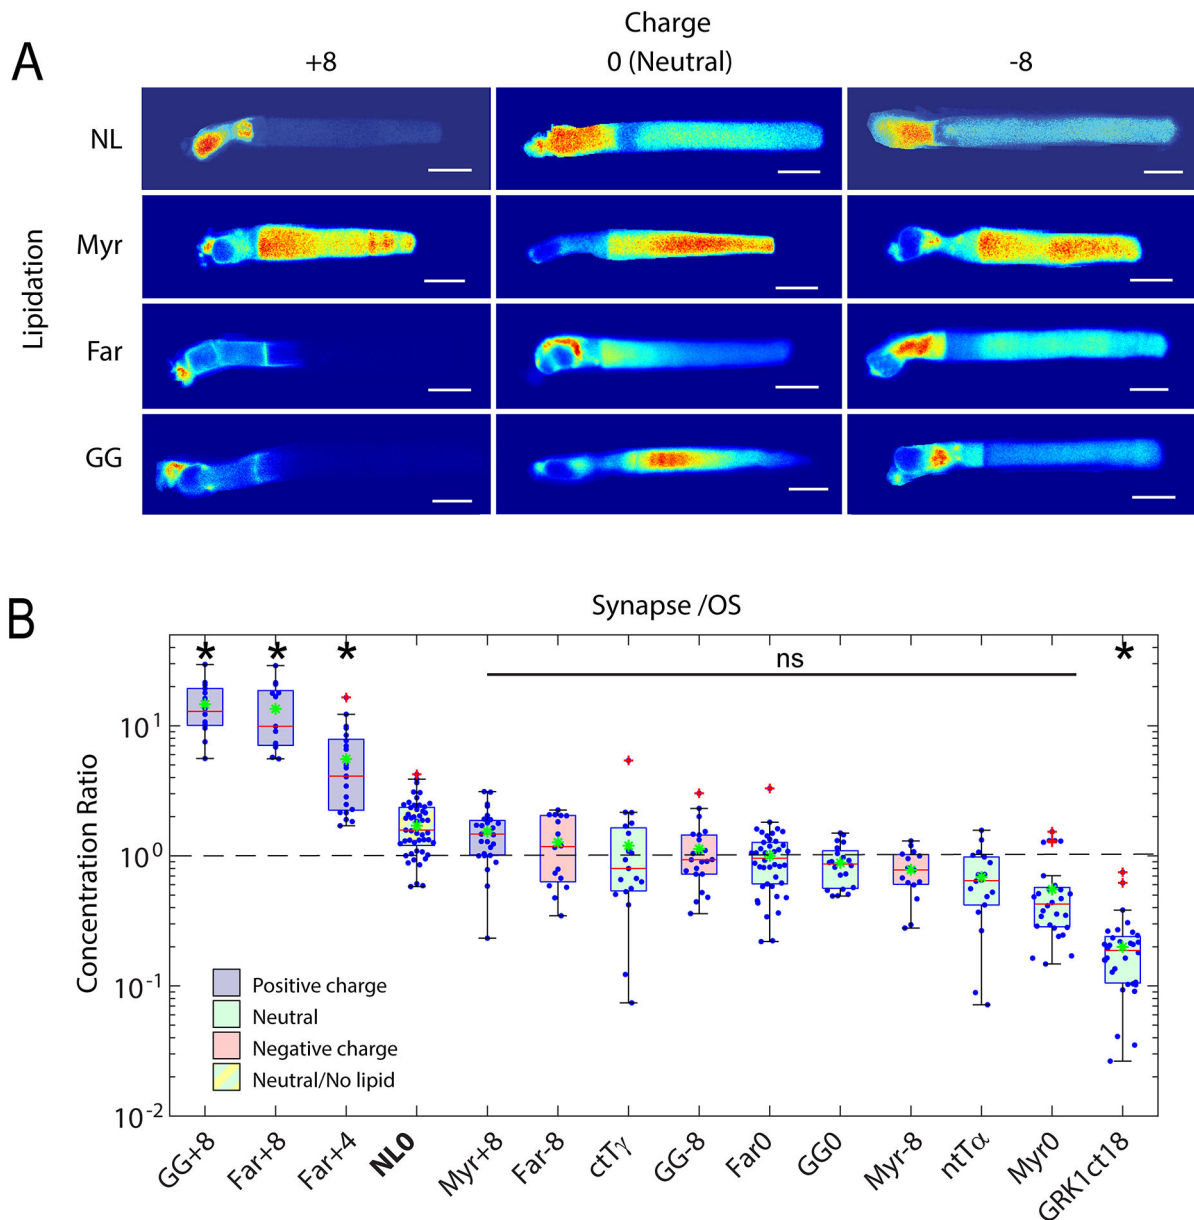 A
Charge
+8
0 (Neutral)
-8
Lipidation
NL
Myr
Far
GG
B
Synapse /OS
* * * *
ns
Concentration Ratio
10^1
10^0
10^-1
10^-2
Positive charge
Neutral
Negative charge
Neutral/No lipid
GG+8
Far+8
Far+4
NL0
Myr+8
Far-8
ctTγ
GG-8
Far0
GG0
Myr-8
ntTα
Myr0
GRK1ct18